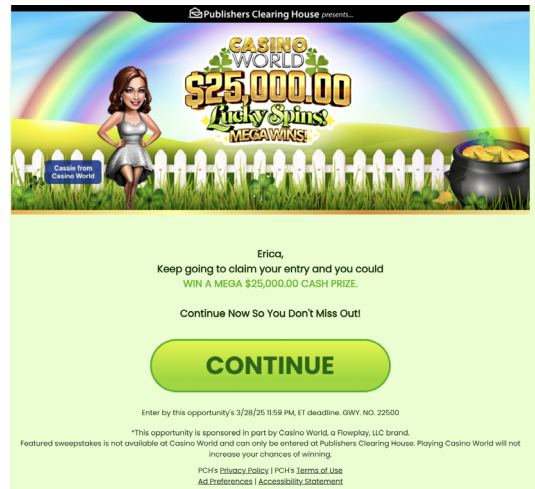 Publishers Clearing House presents...
CASINO
WORLD
$25,000.00
Lucky Spins!
MEGA WINS!
Cassie from
Casino World
Erica,
Keep going to claim your entry and you could
WIN A MEGA $25,000.00 CASH PRIZE.
Continue Now So You Don't Miss Out!
CONTINUE
Enter by this opportunity's 3/28/25 11:59 PM, ET deadline. GWY. NO. 22500
*This opportunity is sponsored in part by Casino World, a Flowplay, LLC brand.
Featured sweepstakes is not available at Casino World and can only be entered at Publishers Clearing House. Playing Casino World will not
increase your chances of winning.
PCH's Privacy Policy | PCH's Terms of Use
Ad Preferences | Accessibility Statement